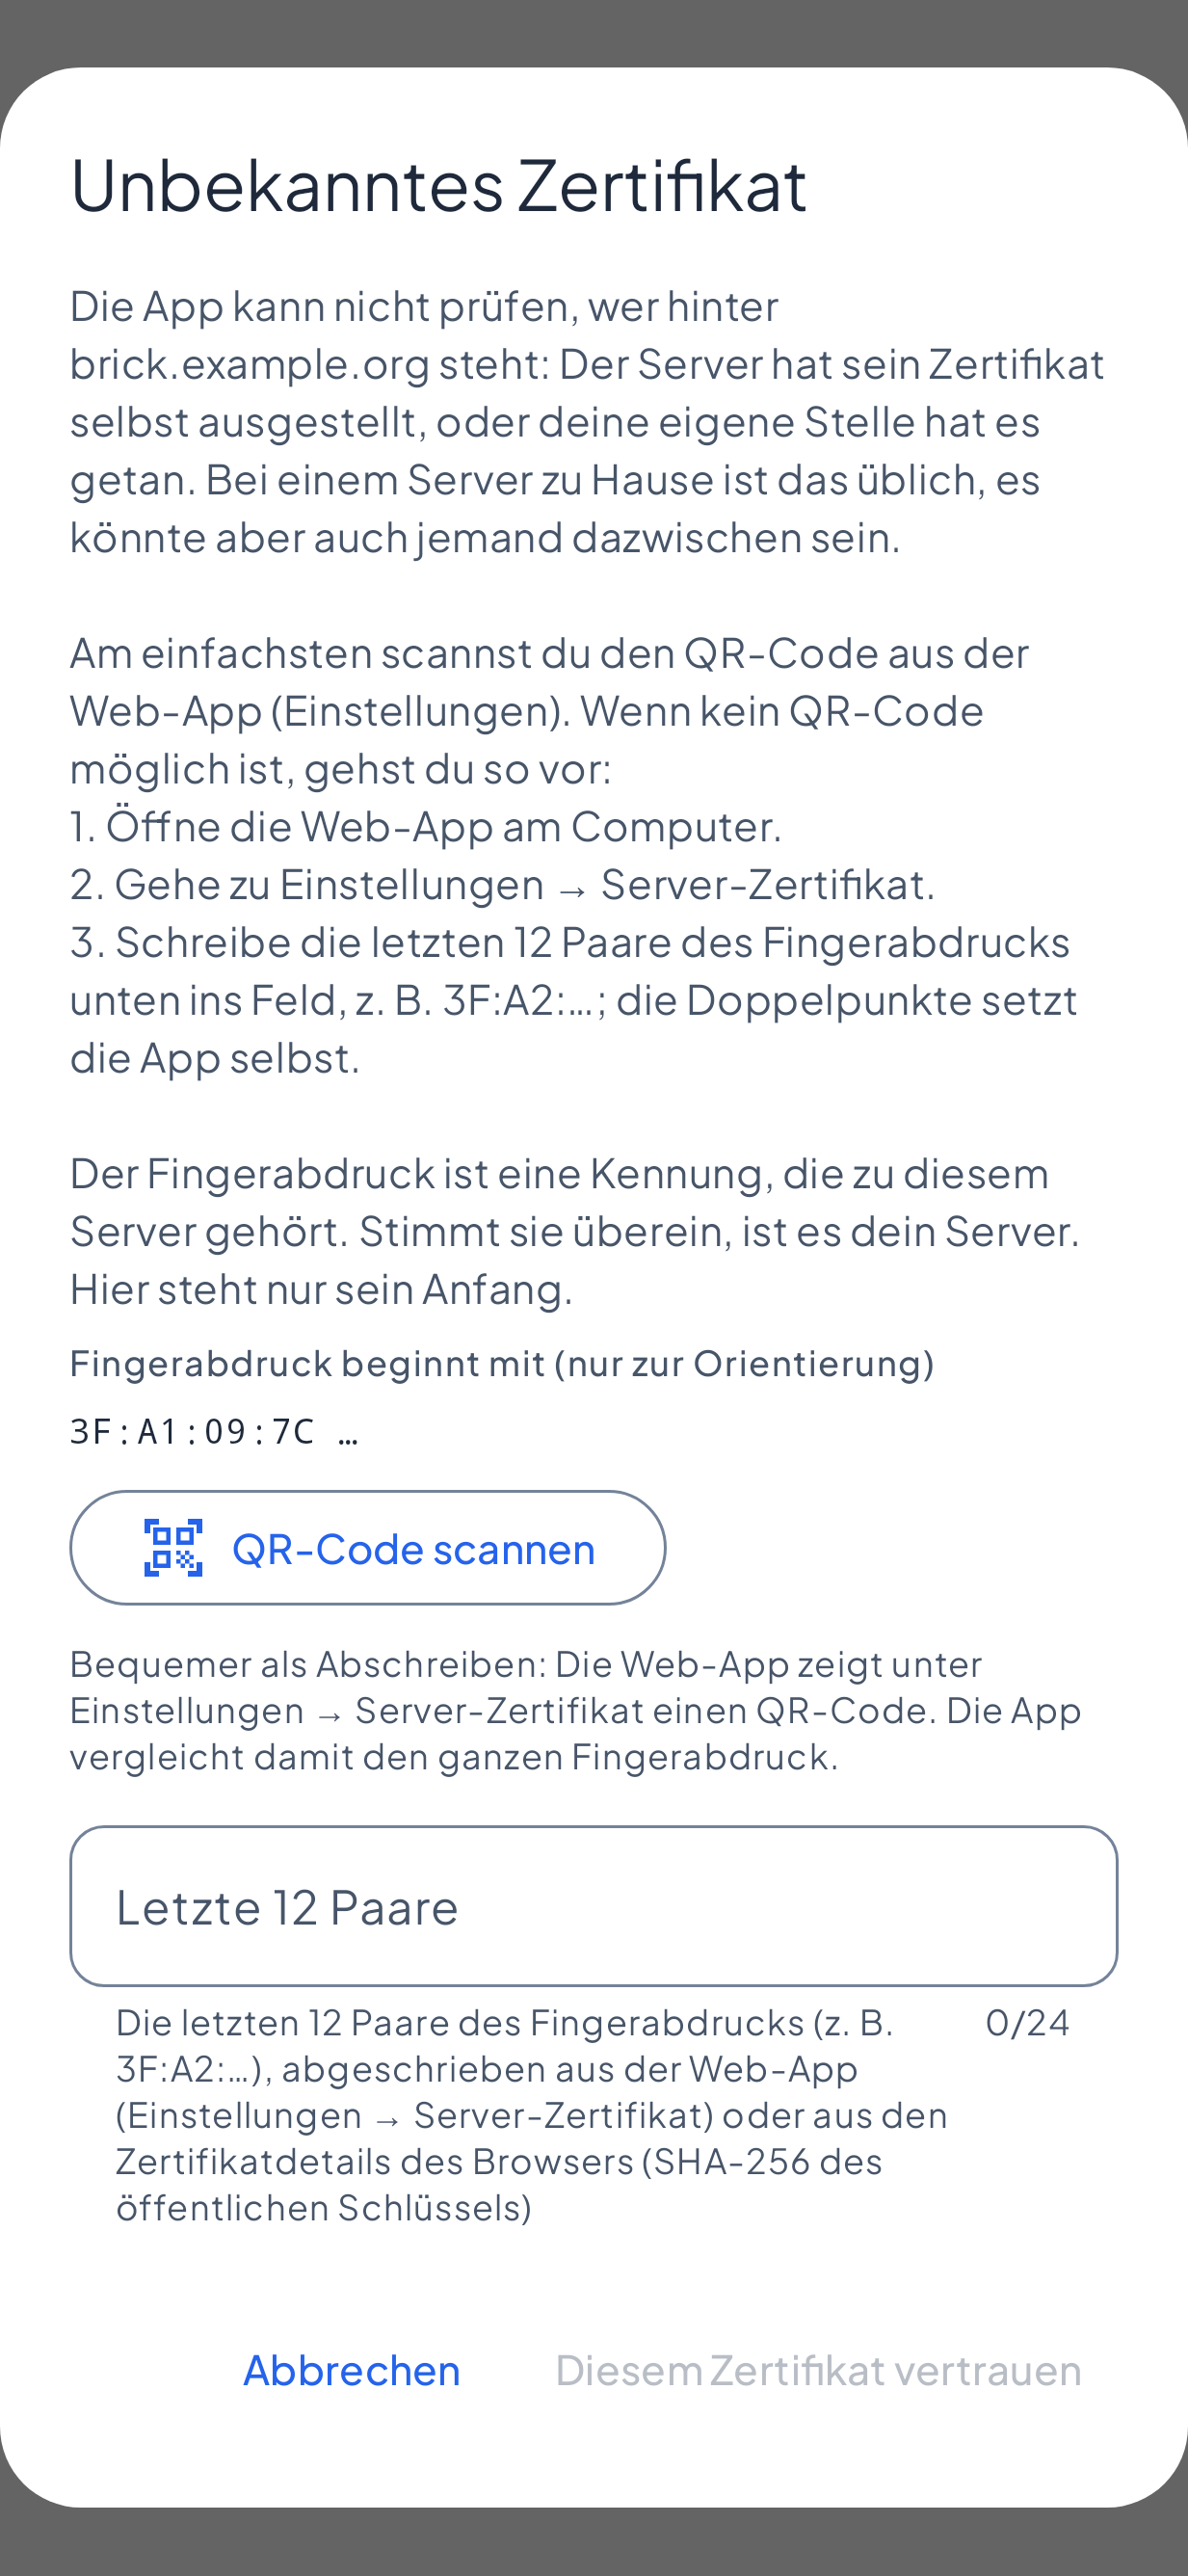 Unbekanntes Zertifikat
Die App kann nicht prüfen, wer hinter
brick.example.org steht: Der Server hat sein Zertifikat
selbst ausgestellt, oder deine eigene Stelle hat es
getan. Bei einem Server zu Hause ist das üblich, es
könnte aber auch jemand dazwischen sein.
Am einfachsten scannst du den QR-Code aus der
Web-App (Einstellungen). Wenn kein QR-Code
möglich ist, gehst du so vor:
1. Öffne die Web-App am Computer.
2. Gehe zu Einstellungen → Server-Zertifikat.
3. Schreibe die letzten 12 Paare des Fingerabdrucks
unten ins Feld, z. B. 3F:A2:…; die Doppelpunkte setzt
die App selbst.
Der Fingerabdruck ist eine Kennung, die zu diesem
Server gehört. Stimmt sie überein, ist es dein Server.
Hier steht nur sein Anfang.
Fingerabdruck beginnt mit (nur zur Orientierung)
3F:A1:09:7C …
QR-Code scannen
Bequemer als Abschreiben: Die Web-App zeigt unter
Einstellungen → Server-Zertifikat einen QR-Code. Die App
vergleicht damit den ganzen Fingerabdruck.
Letzte 12 Paare
Die letzten 12 Paare des Fingerabdrucks (z. B. 0/24
3F:A2:…), abgeschrieben aus der Web-App
(Einstellungen → Server-Zertifikat) oder aus den
Zertifikatdetails des Browsers (SHA-256 des
öffentlichen Schlüssels)
Abbrechen Diesem Zertifikat vertrauen